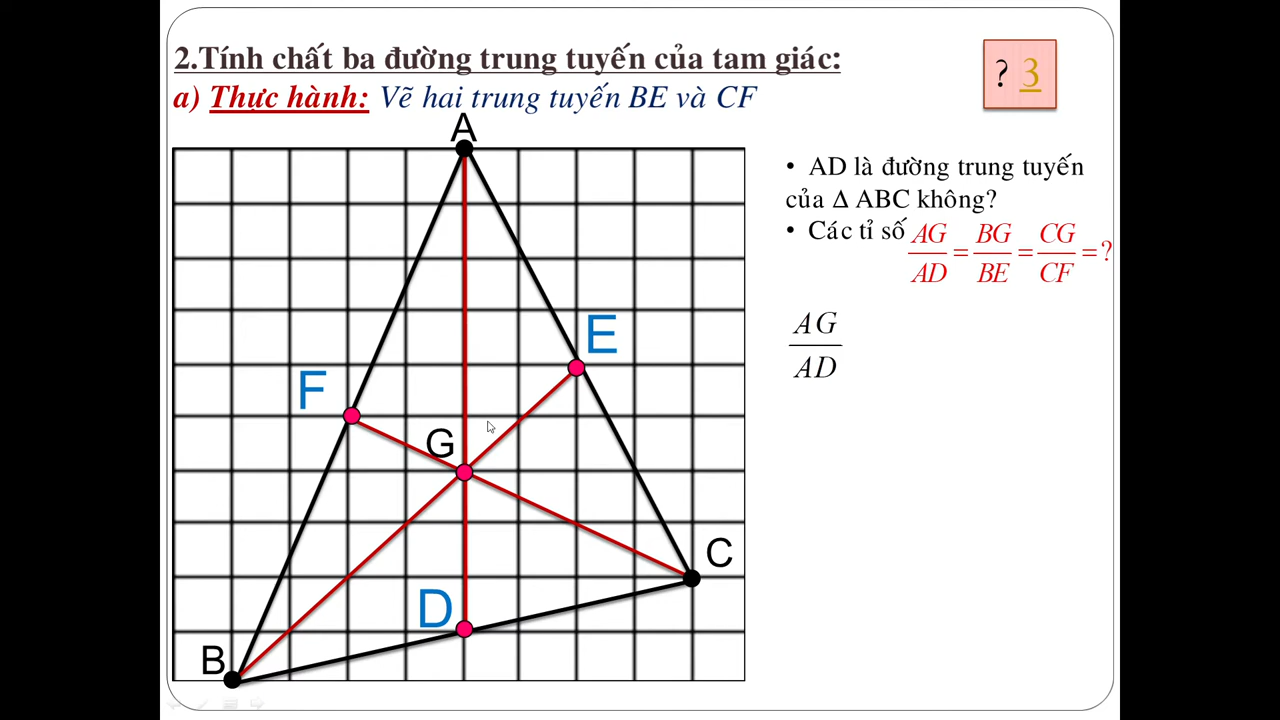 2.Tính chất ba đường trung tuyến của tam giác:
a) Thực hành: Vẽ hai trung tuyến BE và CF
? 3
A
• AD là đường trung tuyến
của Δ ABC không?
• Các tỉ số AG/AD = BG/BE = CG/CF = ?
AG/AD
E
F
G
C
D
B